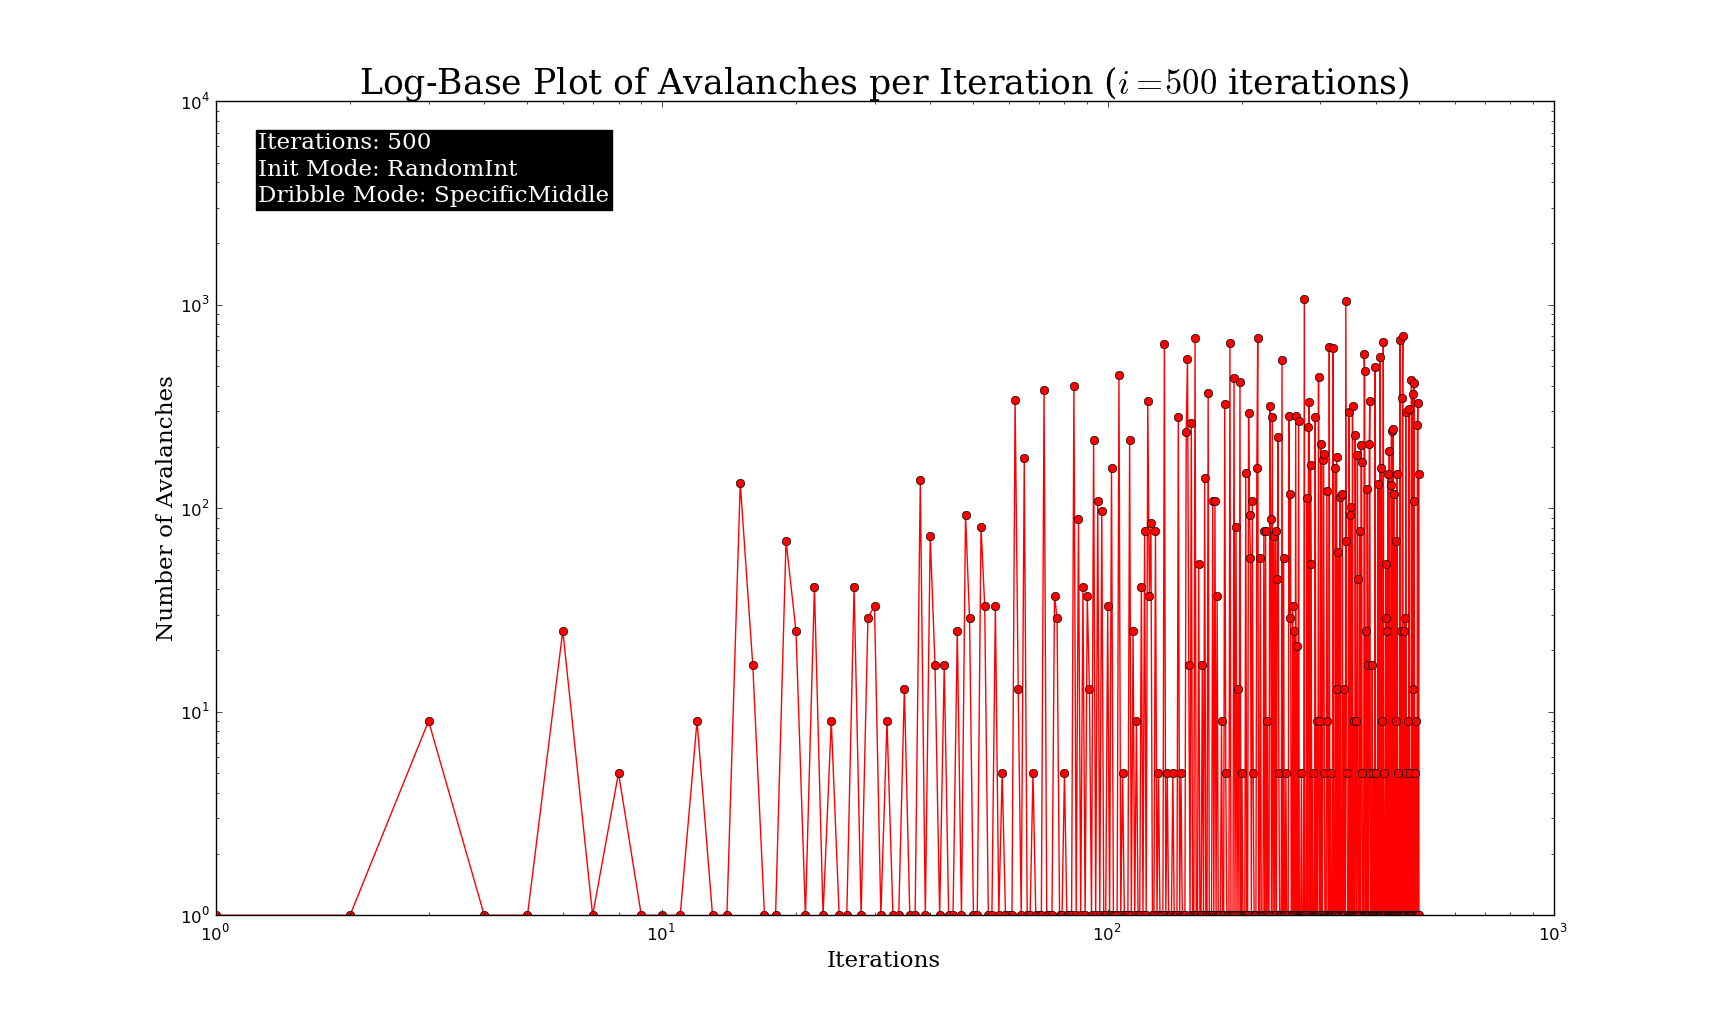 Log-Base Plot of Avalanches per Iteration (i = 500 iterations)
10^4
Iterations: 500
Init Mode: RandomInt
Dribble Mode: SpecificMiddle
10^3
10^2
10^1
10^0
Number of Avalanches
10^0 10^1 10^2 10^3
Iterations